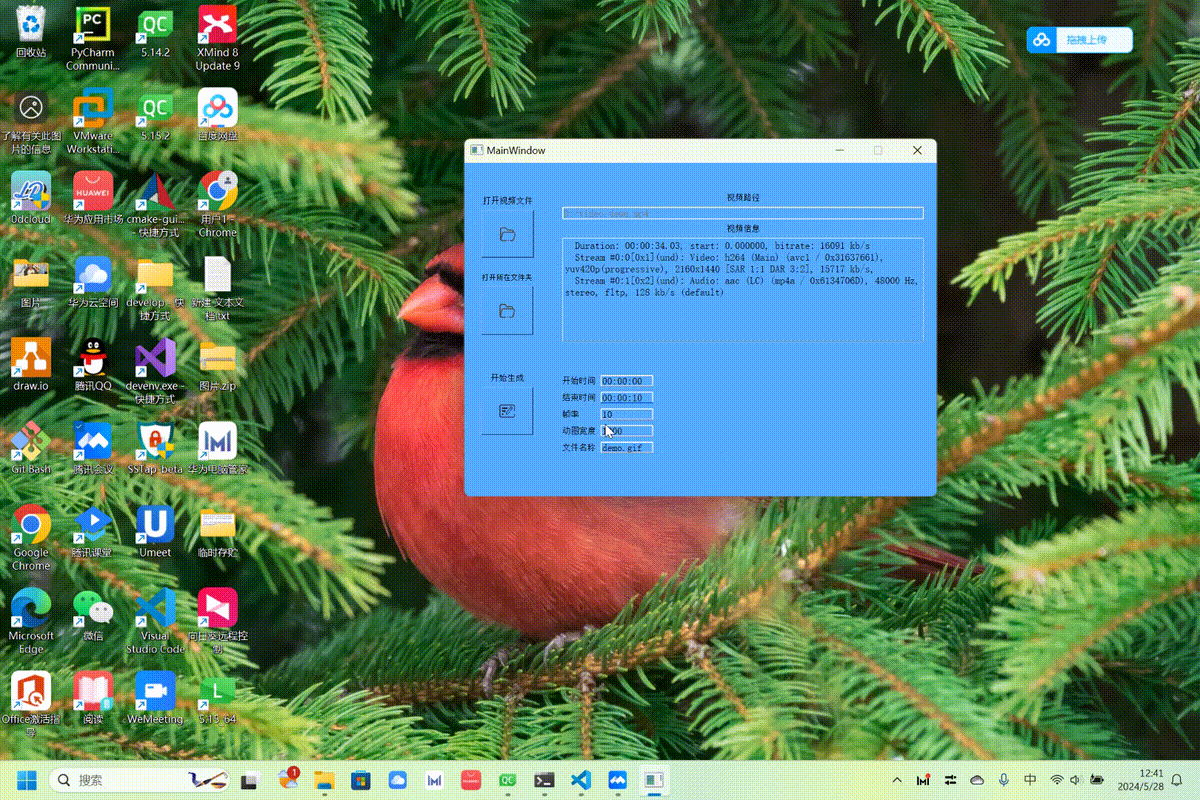 回收站
PyCharm
Communi...
5.14.2
XMind 8
Update 9
拖拽上传
了解有关此图
片的信息
VMware
Workstati...
5.15.2
百度网盘
0dcloud
华为应用市场
cmake-gui...
- 快捷方式
用户1 -
Chrome
图片
华为云空间
develop - 快
捷方式
新建 文本文
档.txt
draw.io
腾讯QQ
devenv.exe -
快捷方式
图片.zip
Git Bash
腾讯会议
SSTap-beta
华为电脑管家
Google
Chrome
腾讯课堂
Umeet
临时存贮
Microsoft
Edge
微信
Visual
Studio Code
向日葵远程控
制
Office激活指
导
阅读
WeMeeting
5.13_64
MainWindow
打开视频文件
视频路径
视频信息
Duration: 00:00:34.03, start: 0.000000, bitrate: 16091 kb/s
Stream #0:0[0x1](und): Video: h264 (Main) (avc1 / 0x31637661),
yuv420p(progressive), 2160x1440 [SAR 1:1 DAR 3:2], 15717 kb/s,
Stream #0:1[0x2](und): Audio: aac (LC) (mp4a / 0x6134706D), 48000 Hz,
stereo, fltp, 128 kb/s (default)
打开所在文件夹
开始生成
开始时间 00:00:00
结束时间 00:00:10
帧率 10
动图宽度
文件名称 demo.gif
搜索
1
中
12:41
2024/5/28